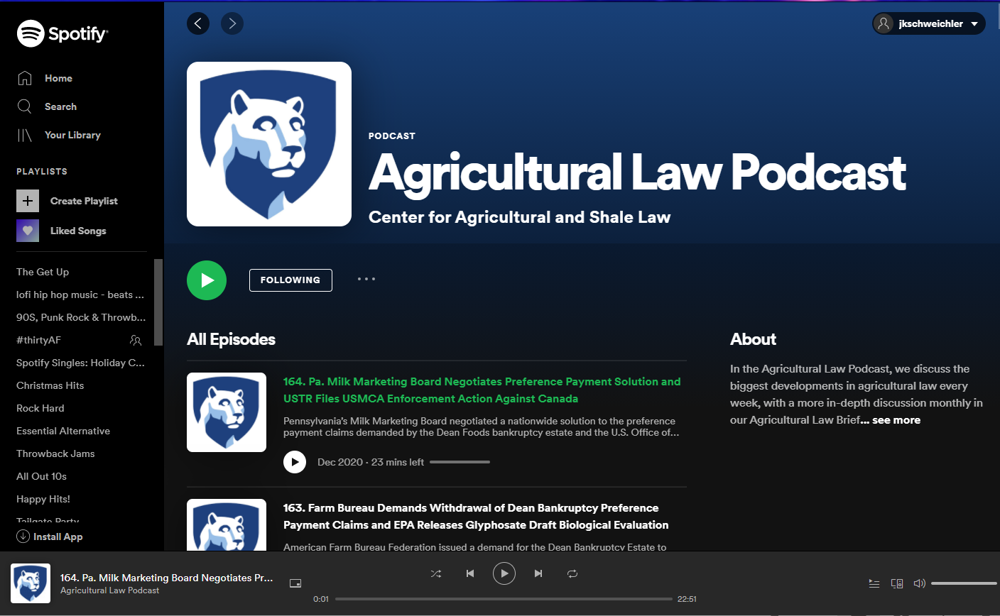 Spotify
jkschweichler
Home
Search
Your Library
PLAYLISTS
Create Playlist
Liked Songs
The Get Up
lofi hip hop music - beats ...
90S, Punk Rock & Throwb...
#thirtyAF
Spotify Singles: Holiday C...
Christmas Hits
Rock Hard
Essential Alternative
Throwback Jams
All Out 10s
Happy Hits!
Tailgate Party
Install App
PODCAST
Agricultural Law Podcast
Center for Agricultural and Shale Law
FOLLOWING
All Episodes
164. Pa. Milk Marketing Board Negotiates Preference Payment Solution and
USTR Files USMCA Enforcement Action Against Canada
Pennsylvania's Milk Marketing Board negotiated a nationwide solution to the preference
payment claims demanded by the Dean Foods bankruptcy estate and the U.S. Office of...
Dec 2020 · 23 mins left
163. Farm Bureau Demands Withdrawal of Dean Bankruptcy Preference
Payment Claims and EPA Releases Glyphosate Draft Biological Evaluation
American Farm Bureau Federation issued a demand for the Dean Bankruptcy Estate to
About
In the Agricultural Law Podcast, we discuss the
biggest developments in agricultural law every
week, with a more in-depth discussion monthly in
our Agricultural Law Brief... see more
164. Pa. Milk Marketing Board Negotiates Pr...
Agricultural Law Podcast
0:01
22:51